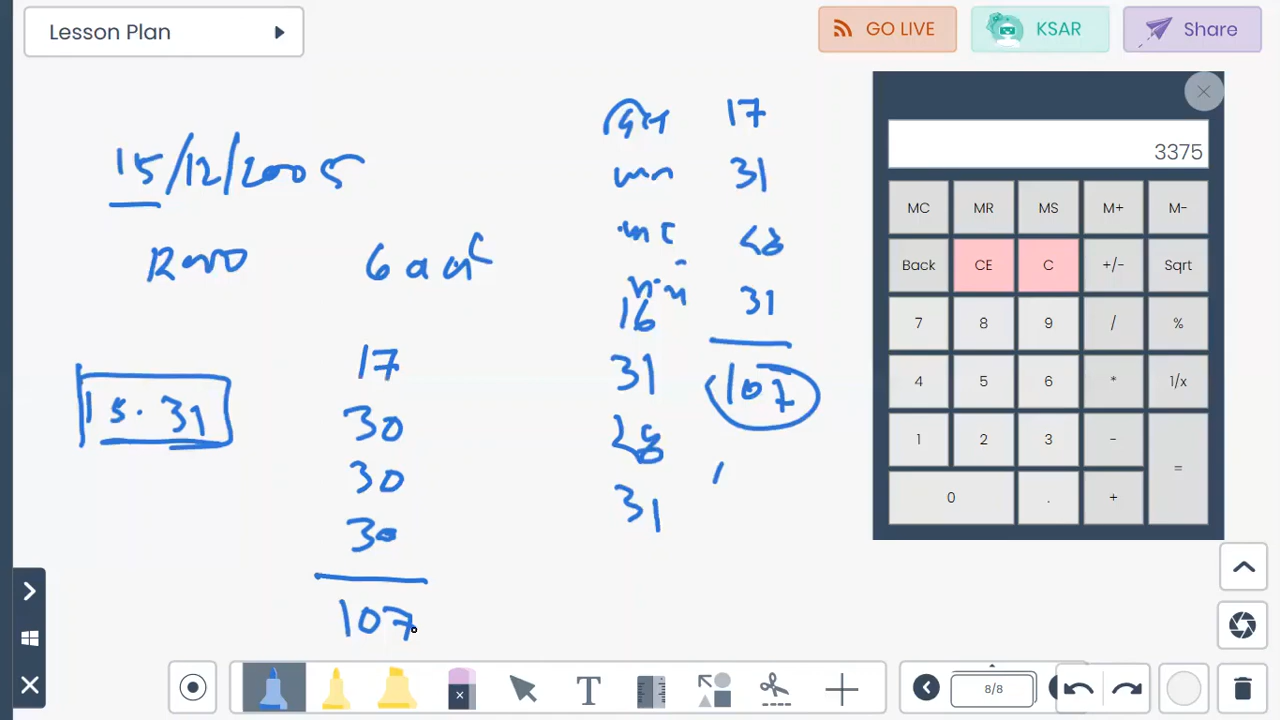 Lesson Plan
GO LIVE
KSAR
Share
15/12/2005
17
31
28
31
107
16
31
28
31
15.31
17
30
30
30
107
3375
MC MR MS M+ M-
Back CE C +/- Sqrt
7 8 9 / %
4 5 6 * 1/x
1 2 3 - =
0 . +
8/8